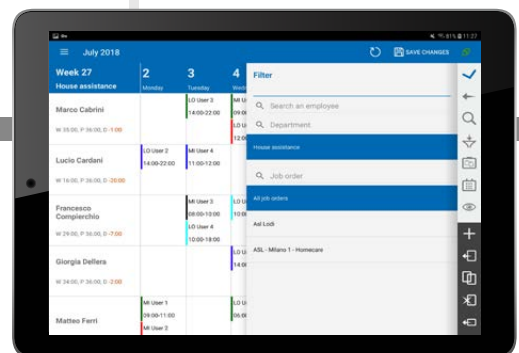 81% 11:27
July 2018
SAVE CHANGES
Week 27
House assistance
2
Monday
3
Tuesday
4
Filter
Search an employee
Department
House assistance
Job order
All job orders
Asl Lodi
ASL - Milano 1 - Homecare
Marco Cabrini
W 35:00, P 36:00, D -1:00
LO User 3
14:00-22:00
Lucio Cardani
W 16:00, P 36:00, D -20:00
LO User 2
14:00-22:00
MI User 4
11:00-12:00
Francesco
Compierchio
W 29:00, P 36:00, D -7:00
MI User 3
08:00-10:00
LO User 4
10:00-18:00
Giorgia Dellera
W 34:00, P 36:00, D -2:00
Matteo Ferri
MI User 1
09:00-11:00
MI User 2